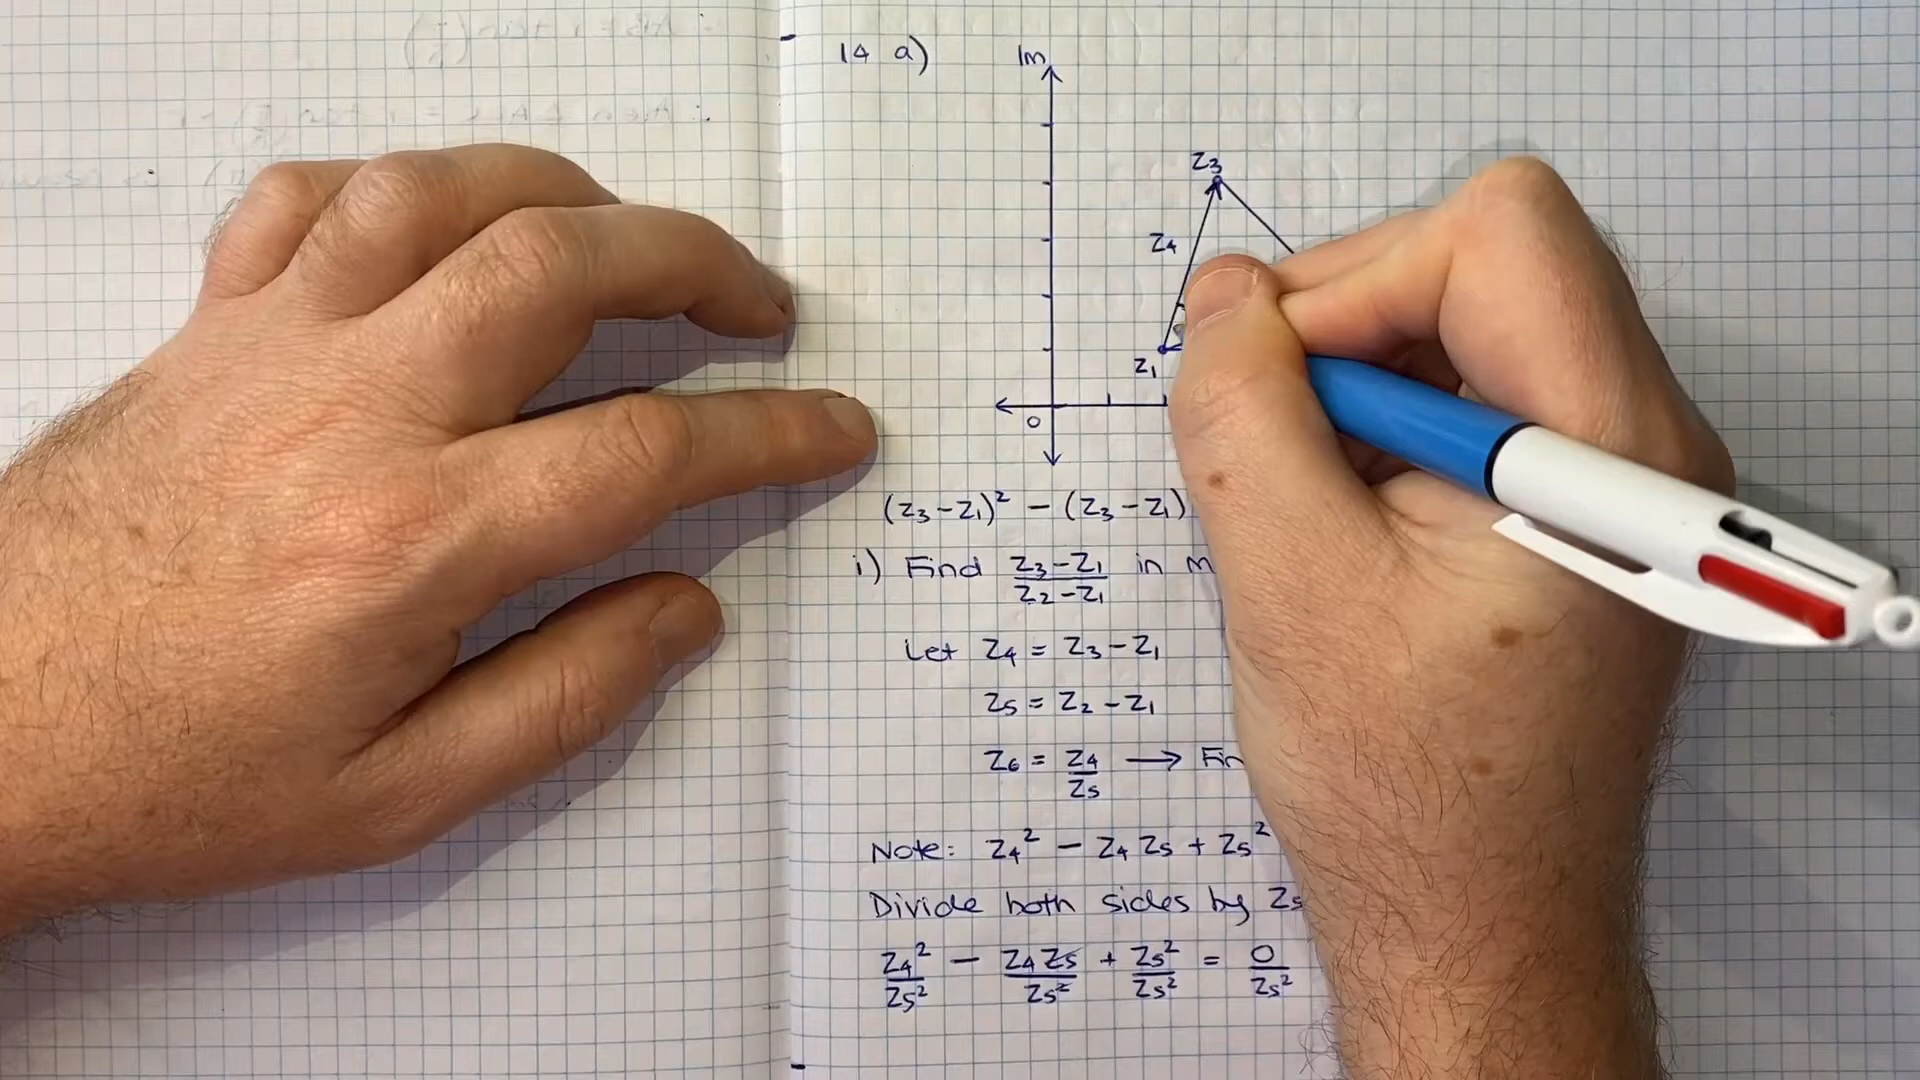 14 a)
Im
Z3
Z4
Z1
O
(Z3-Z1)² - (Z3-Z1)
i) Find Z3-Z1 in
Z2-Z1
Let Z4 = Z3-Z1
Z5 = Z2-Z1
Z6 = Z4 →
Z5
Note: Z4² - Z4 Z5 + Z5²
Divide both sides by Z5
Z4² - Z4 Z5 + Z5² = 0
Z5² Z5² Z5² Z5²